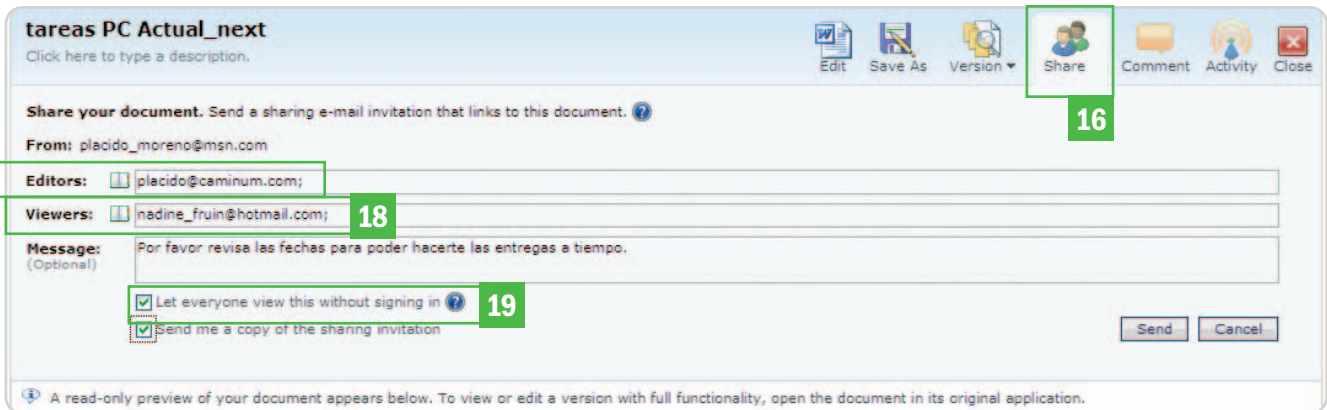 tareas PC Actual_next
Click here to type a description.
Edit Save As Version Share Comment Activity Close
16
Share your document. Send a sharing e-mail invitation that links to this document.
From: placido_moreno@msn.com
Editors: placido@caminum.com;
Viewers: nadine_fruin@hotmail.com; 18
Message: Por favor revisa las fechas para poder hacerte las entregas a tiempo.
(Optional)
Let everyone view this without signing in 19
Send me a copy of the sharing invitation Send Cancel
A read-only preview of your document appears below. To view or edit a version with full functionality, open the document in its original application.